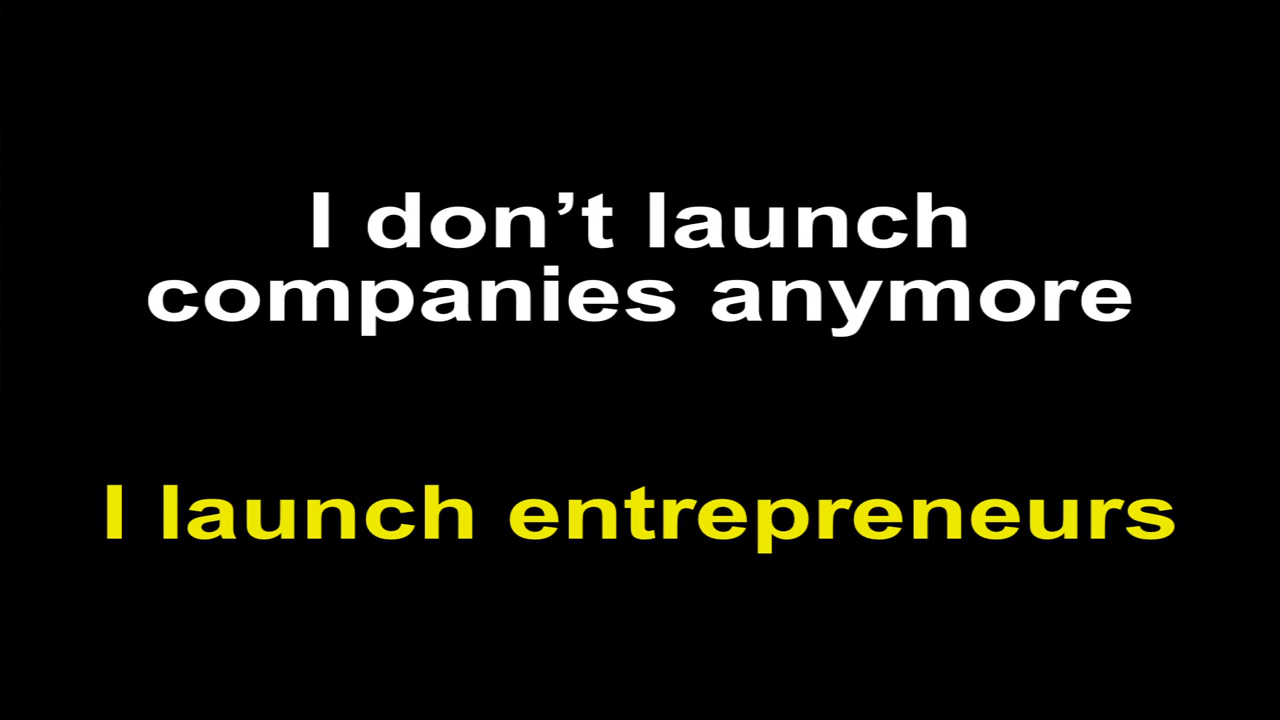 I don’t launch
companies anymore
I launch entrepreneurs